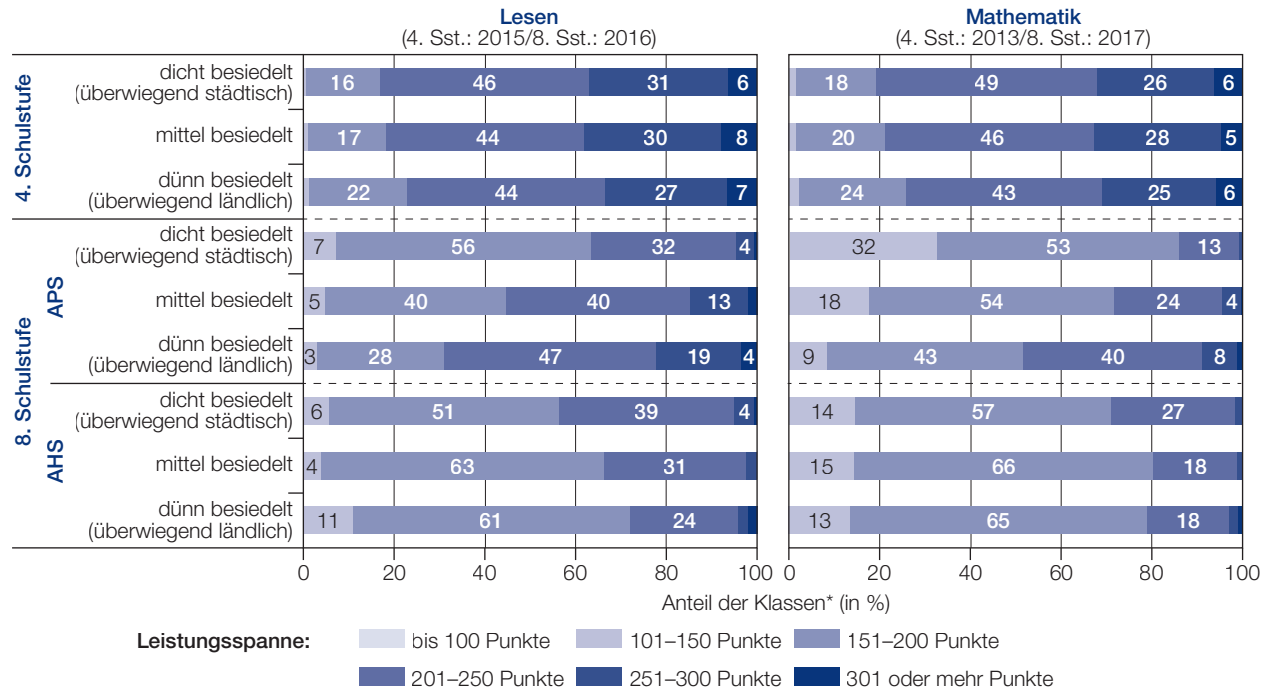 Lesen
(4. Sst.: 2015/8. Sst.: 2016)
Mathematik
(4. Sst.: 2013/8. Sst.: 2017)
4. Schulstufe
dicht besiedelt
(überwiegend städtisch)
16 46 31 6
18 49 26 6
mittel besiedelt
17 44 30 8
20 46 28 5
dünn besiedelt
(überwiegend ländlich)
22 44 27 7
24 43 25 6
8. Schulstufe
APS
dicht besiedelt
(überwiegend städtisch)
7 56 32 4
32 53 13
mittel besiedelt
5 40 40 13
18 54 24 4
dünn besiedelt
(überwiegend ländlich)
3 28 47 19 4
9 43 40 8
AHS
dicht besiedelt
(überwiegend städtisch)
6 51 39 4
14 57 27
mittel besiedelt
4 63 31
15 66 18
dünn besiedelt
(überwiegend ländlich)
11 61 24
13 65 18
0 20 40 60 80 100
0 20 40 60 80 100
Anteil der Klassen* (in %)
Leistungsspanne: bis 100 Punkte 101–150 Punkte 151–200 Punkte
201–250 Punkte 251–300 Punkte 301 oder mehr Punkte